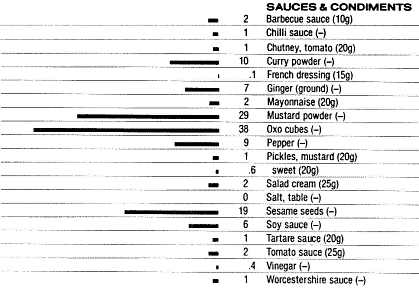 SAUCES & CONDIMENTS
2 Barbecue sauce (10g)
1 Chilli sauce (–)
1 Chutney, tomato (20g)
10 Curry powder (–)
.1 French dressing (15g)
7 Ginger (ground) (–)
2 Mayonnaise (20g)
29 Mustard powder (–)
38 Oxo cubes (–)
9 Pepper (–)
1 Pickles, mustard (20g)
.6 sweet (20g)
2 Salad cream (25g)
0 Salt, table (–)
19 Sesame seeds (–)
6 Soy sauce (–)
1 Tartare sauce (20g)
2 Tomato sauce (25g)
.4 Vinegar (–)
1 Worcestershire sauce (–)